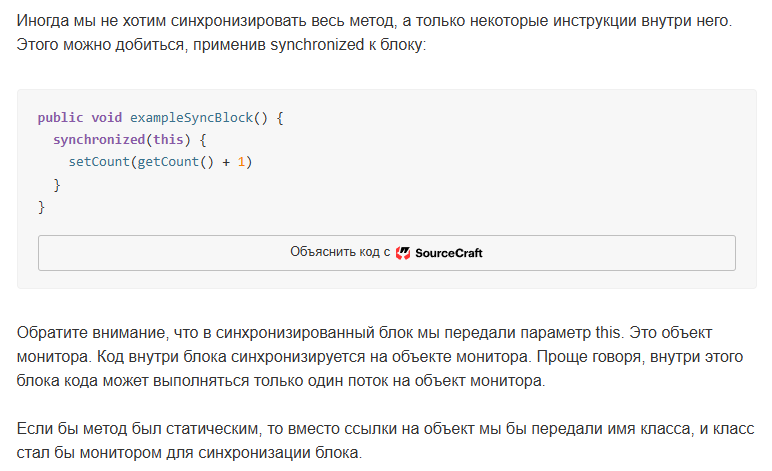 Иногда мы не хотим синхронизировать весь метод, а только некоторые инструкции внутри него.
Этого можно добиться, применив synchronized к блоку:
public void exampleSyncBlock() {
  synchronized(this) {
    setCount(getCount() + 1)
  }
}
Объяснить код с SourceCraft
Обратите внимание, что в синхронизированный блок мы передали параметр this. Это объект
монитора. Код внутри блока синхронизируется на объекте монитора. Проще говоря, внутри этого
блока кода может выполняться только один поток на объект монитора.
Если бы метод был статическим, то вместо ссылки на объект мы бы передали имя класса, и класс
стал бы монитором для синхронизации блока.